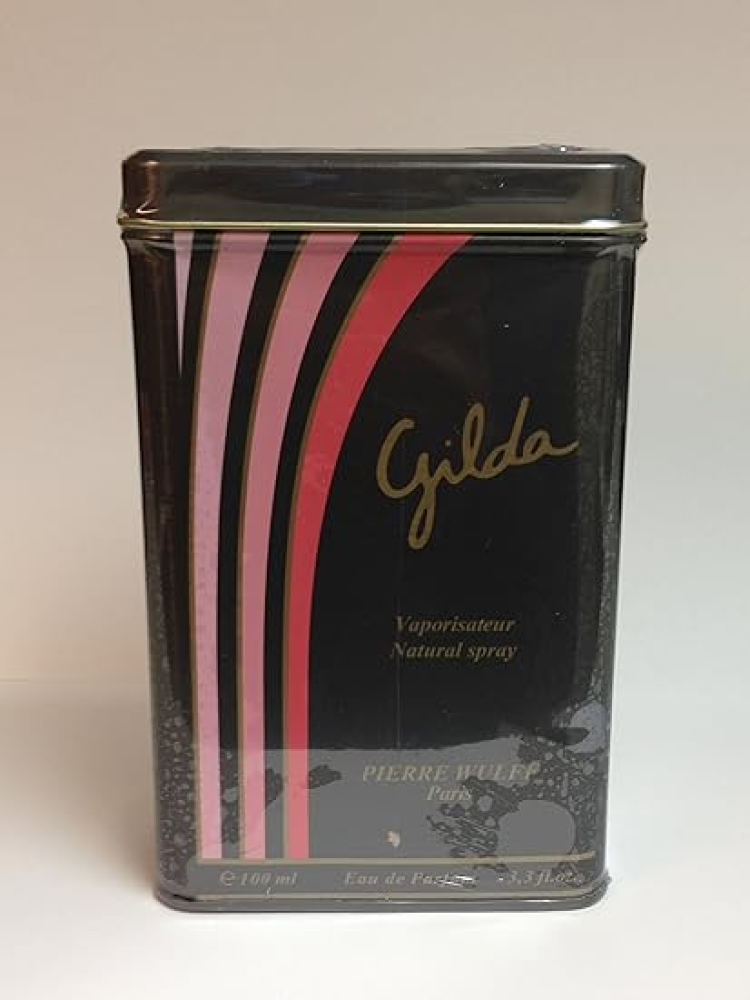 Gilda
Vaporisateur
Natural spray
PIERRE WULFF
Paris
℮ 100 ml Eau de Parfum 3,3 fl.oz.